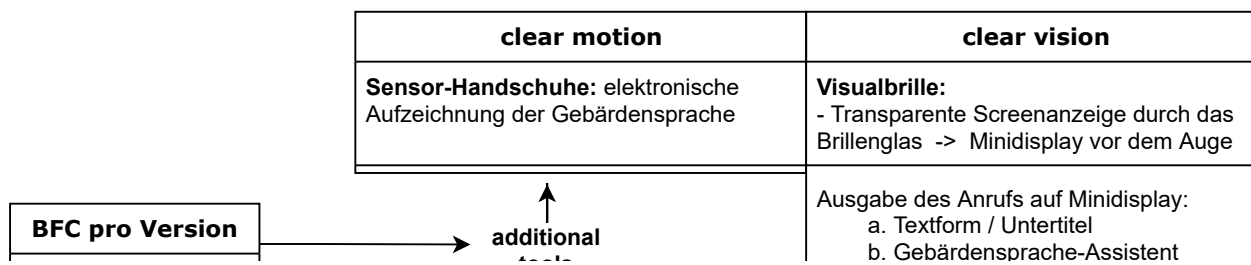 clear motion
clear vision
Sensor-Handschuhe: elektronische
Aufzeichnung der Gebärdensprache
Visualbrille:
- Transparente Screenanzeige durch das
Brillenglas -> Minidisplay vor dem Auge
Ausgabe des Anrufs auf Minidisplay:
a. Textform / Untertitel
b. Gebärdensprache-Assistent
BFC pro Version
additional